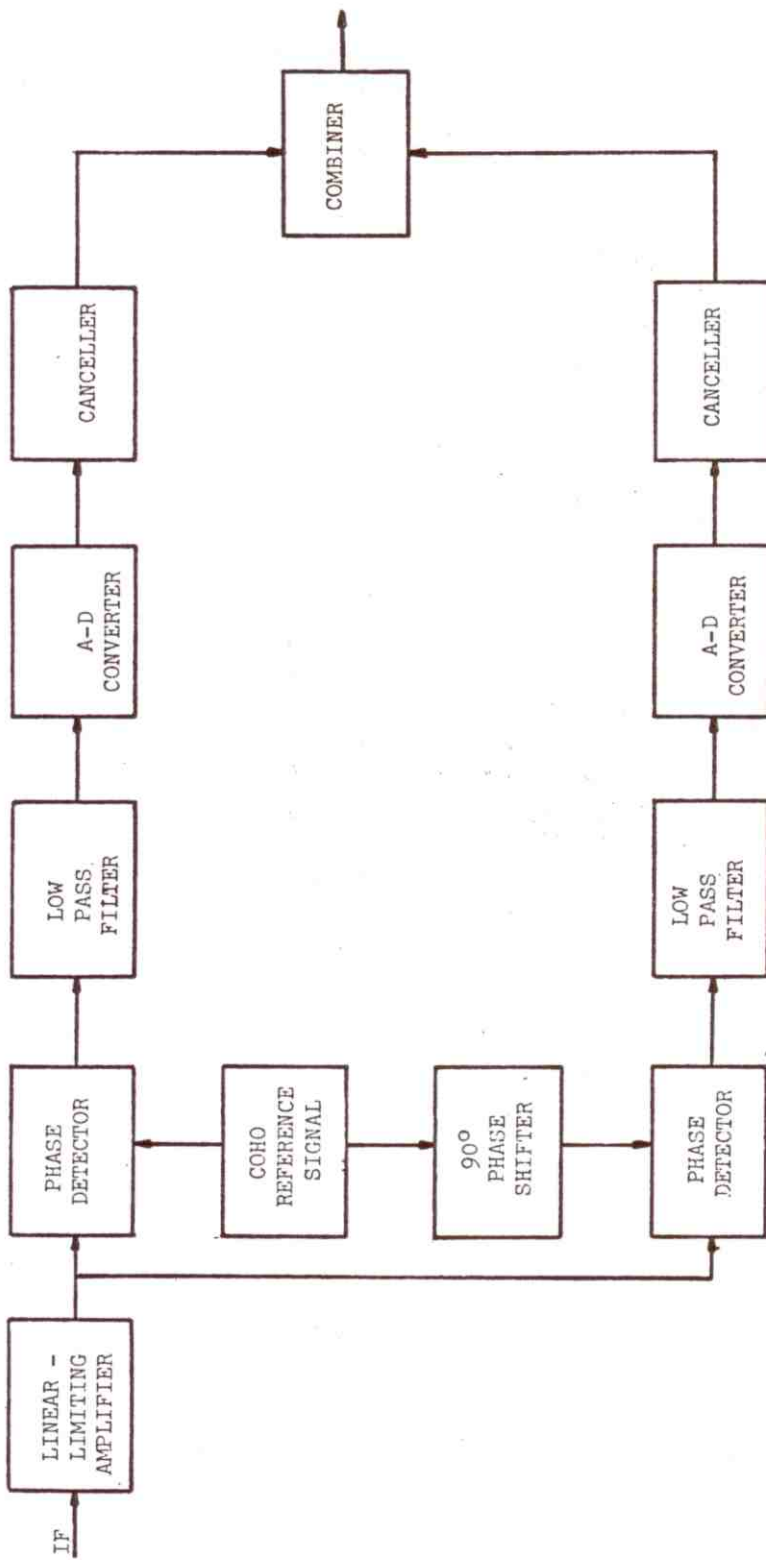 IF
LINEAR -
LIMITING
AMPLIFIER
PHASE
DETECTOR
LOW
PASS
FILTER
A-D
CONVERTER
CANCELLER
COHO
REFERENCE
SIGNAL
90°
PHASE
SHIFTER
COMBINER
PHASE
DETECTOR
LOW
PASS
FILTER
A-D
CONVERTER
CANCELLER